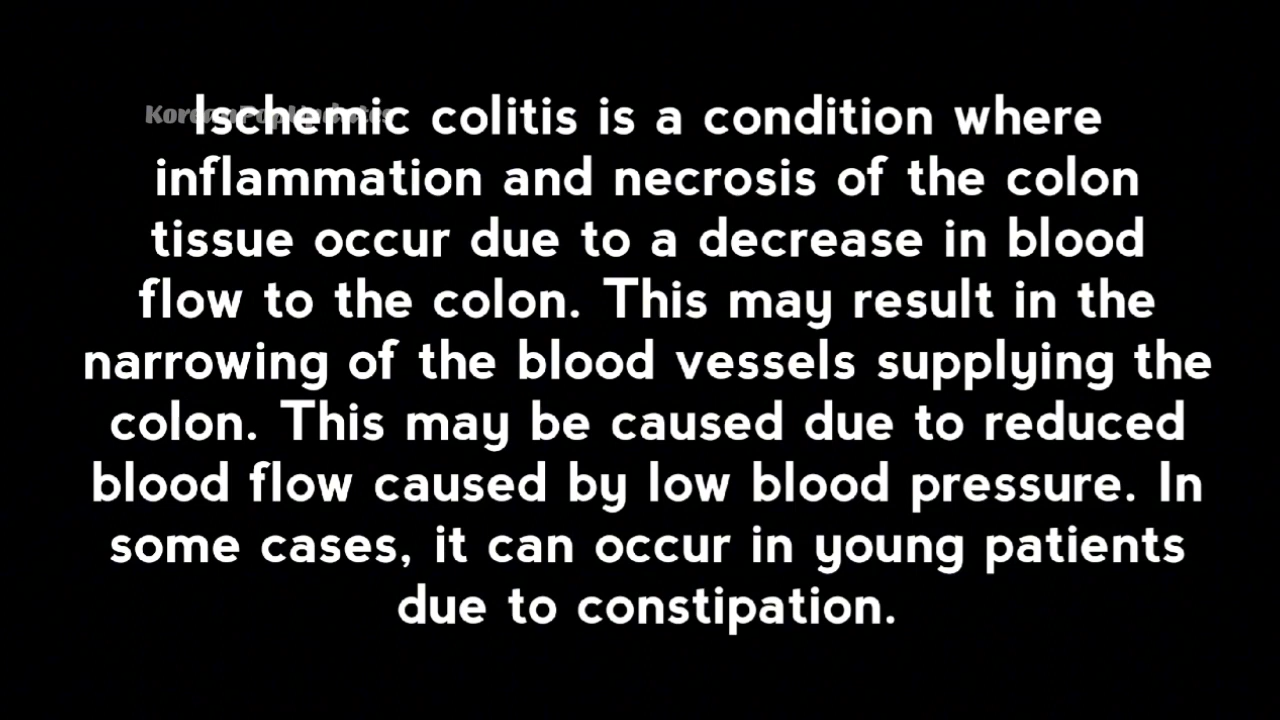 Ischemic colitis is a condition where
inflammation and necrosis of the colon
tissue occur due to a decrease in blood
flow to the colon. This may result in the
narrowing of the blood vessels supplying the
colon. This may be caused due to reduced
blood flow caused by low blood pressure. In
some cases, it can occur in young patients
due to constipation.